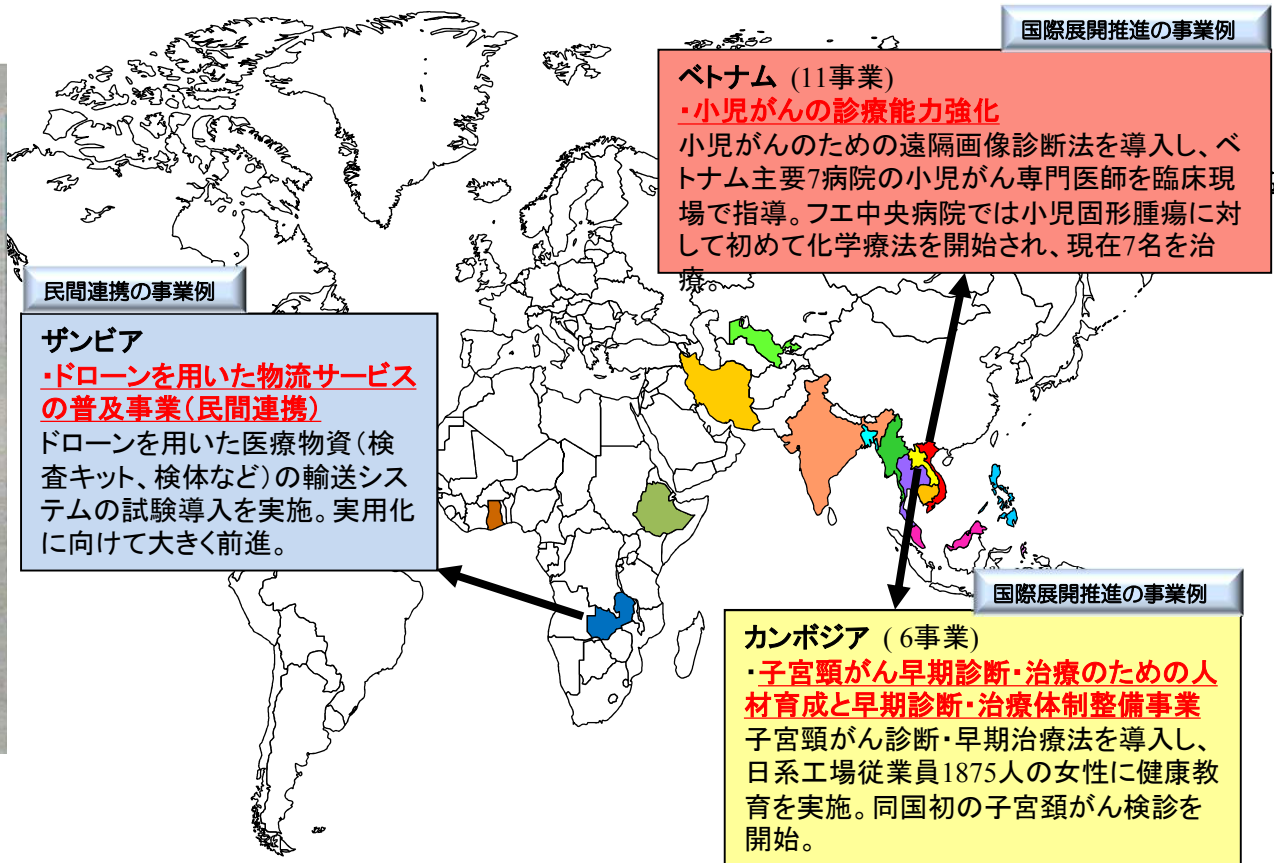 国際展開推進の事業例
ベトナム (11事業)
・小児がんの診療能力強化
小児がんのための遠隔画像診断法を導入し、ベ
トナム主要7病院の小児がん専門医師を臨床現
場で指導。フエ中央病院では小児固形腫瘍に対
して初めて化学療法を開始され、現在7名を治
療。
民間連携の事業例
ザンビア
・ドローンを用いた物流サービス
の普及事業(民間連携)
ドローンを用いた医療物資(検
査キット、検体など)の輸送シス
テムの試験導入を実施。実用化
に向けて大きく前進。
国際展開推進の事業例
カンボジア ( 6事業)
・子宮頸がん早期診断・治療のための人
材育成と早期診断・治療体制整備事業
子宮頸がん診断・早期治療法を導入し、
日系工場従業員1875人の女性に健康教
育を実施。同国初の子宮頚がん検診を
開始。